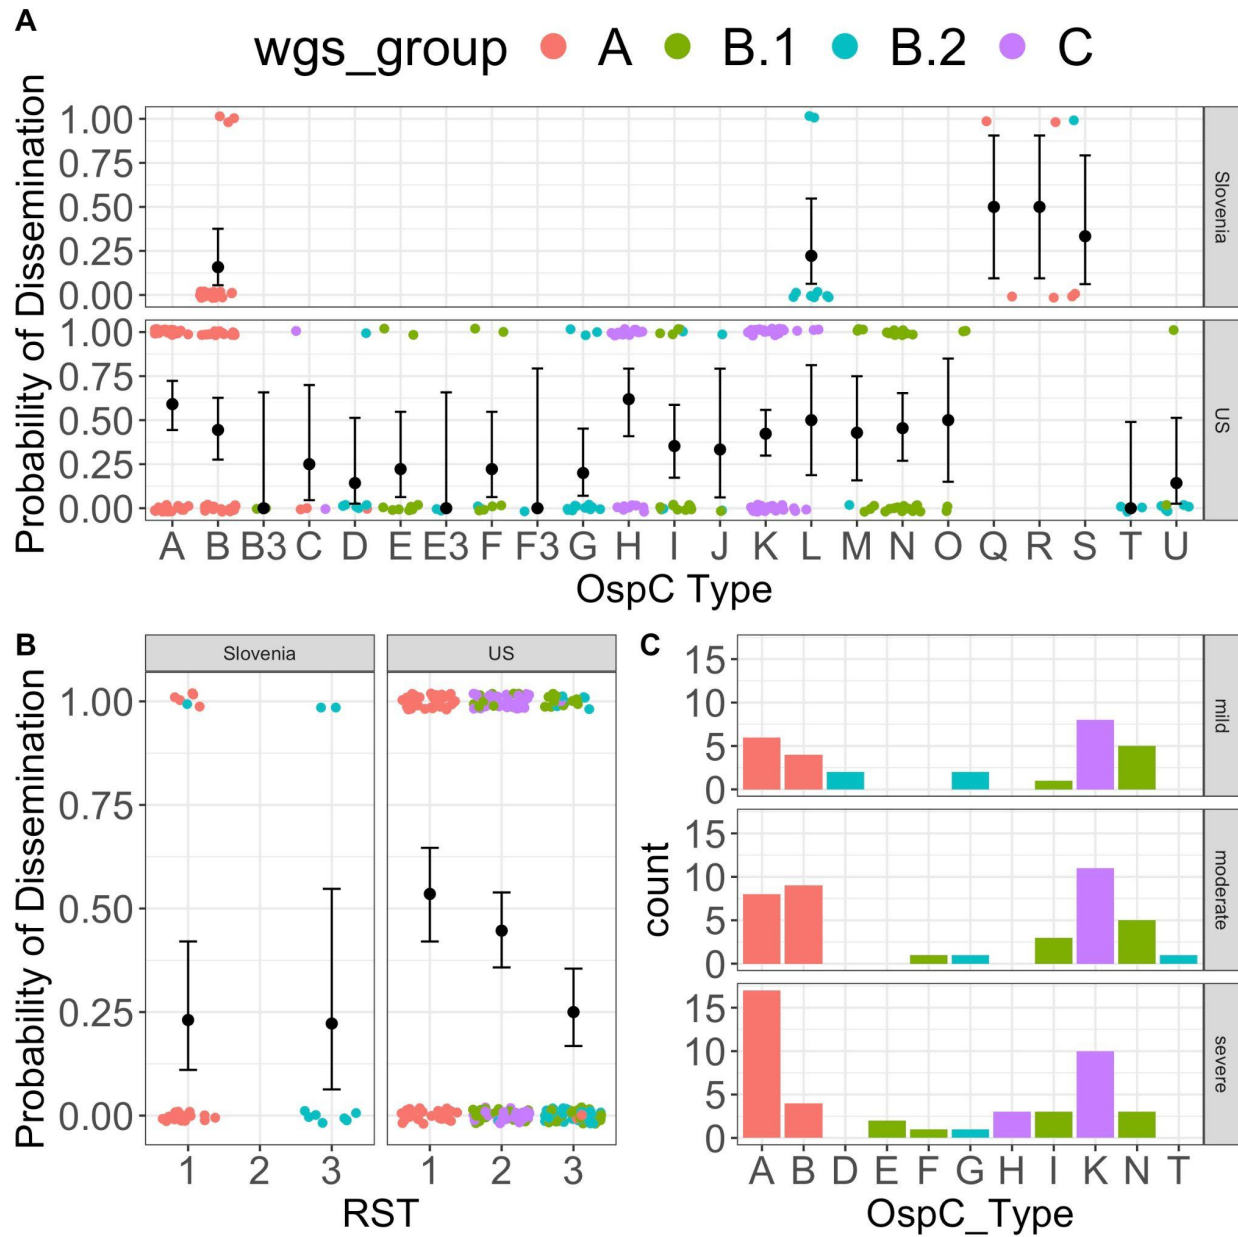 A
wgs_group A B.1 B.2 C
Probability of Dissemination
1.00
0.75
0.50
0.25
0.00
Slovenia
Probability of Dissemination
1.00
0.75
0.50
0.25
0.00
US
A B B3 C D E E3 F F3 G H I J K L M N O Q R S T U
OspC Type
B
Slovenia US
Probability of Dissemination
1.00
0.75
0.50
0.25
0.00
1 2 3 1 2 3
RST
C
count
15
10
5
0
mild
15
10
5
0
moderate
15
10
5
0
severe
A B D E F G H I K N T
OspC_Type